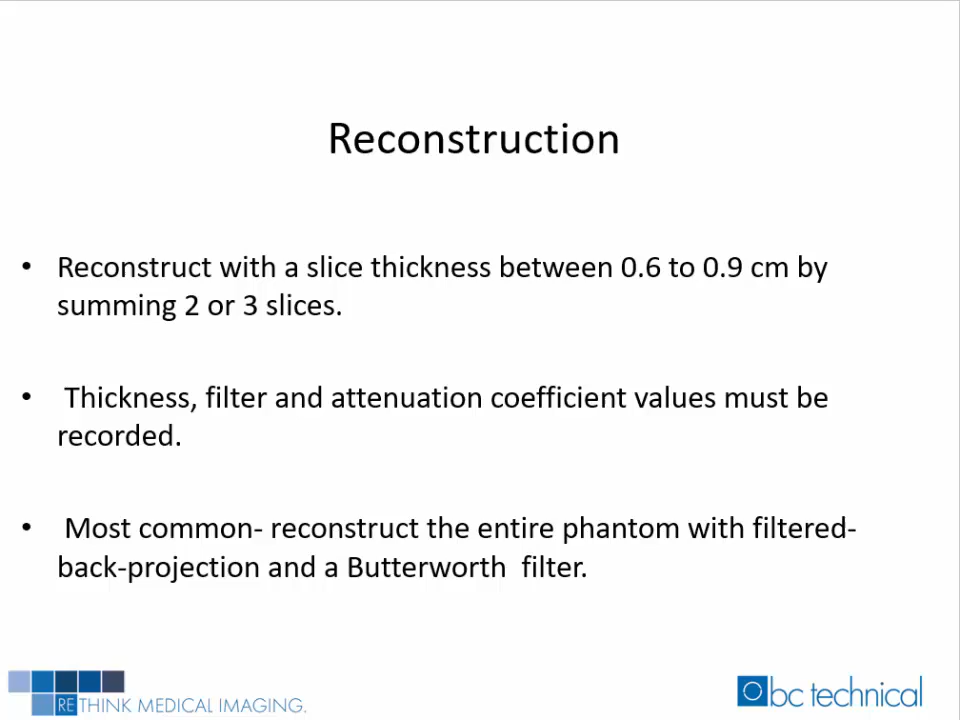 Reconstruction
• Reconstruct with a slice thickness between 0.6 to 0.9 cm by
summing 2 or 3 slices.
• Thickness, filter and attenuation coefficient values must be
recorded.
• Most common- reconstruct the entire phantom with filtered-
back-projection and a Butterworth filter.
RETHINK MEDICAL IMAGING.
bc technical